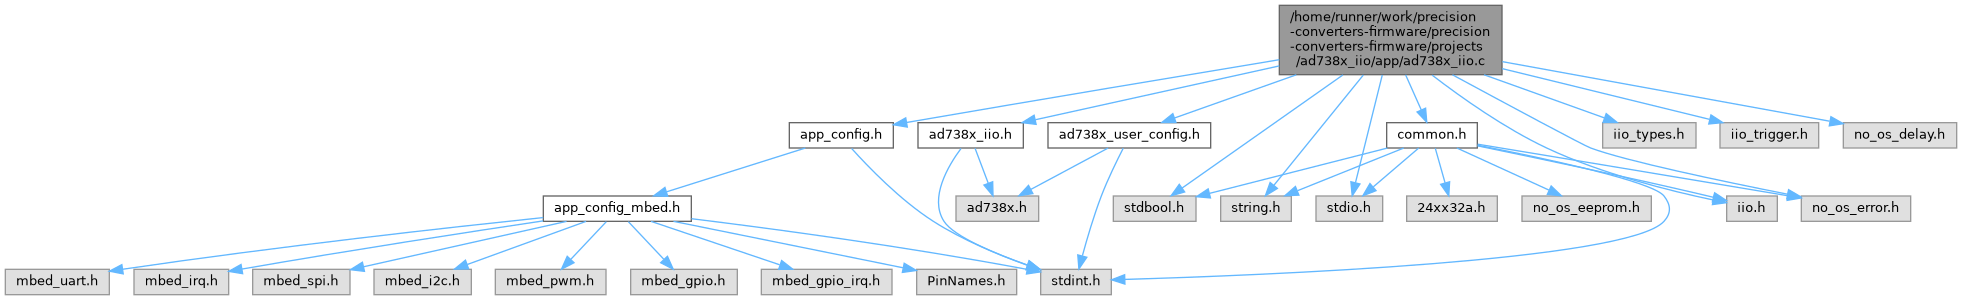 /home/runner/work/precision
-converters-firmware/precision
-converters-firmware/projects
/ad738x_iio/app/ad738x_iio.c
app_config.h
ad738x_iio.h
ad738x_user_config.h
common.h
iio_types.h
iio_trigger.h
no_os_delay.h
app_config_mbed.h
ad738x.h
stdbool.h
string.h
stdio.h
24xx32a.h
no_os_eeprom.h
iio.h
no_os_error.h
mbed_uart.h
mbed_irq.h
mbed_spi.h
mbed_i2c.h
mbed_pwm.h
mbed_gpio.h
mbed_gpio_irq.h
PinNames.h
stdint.h